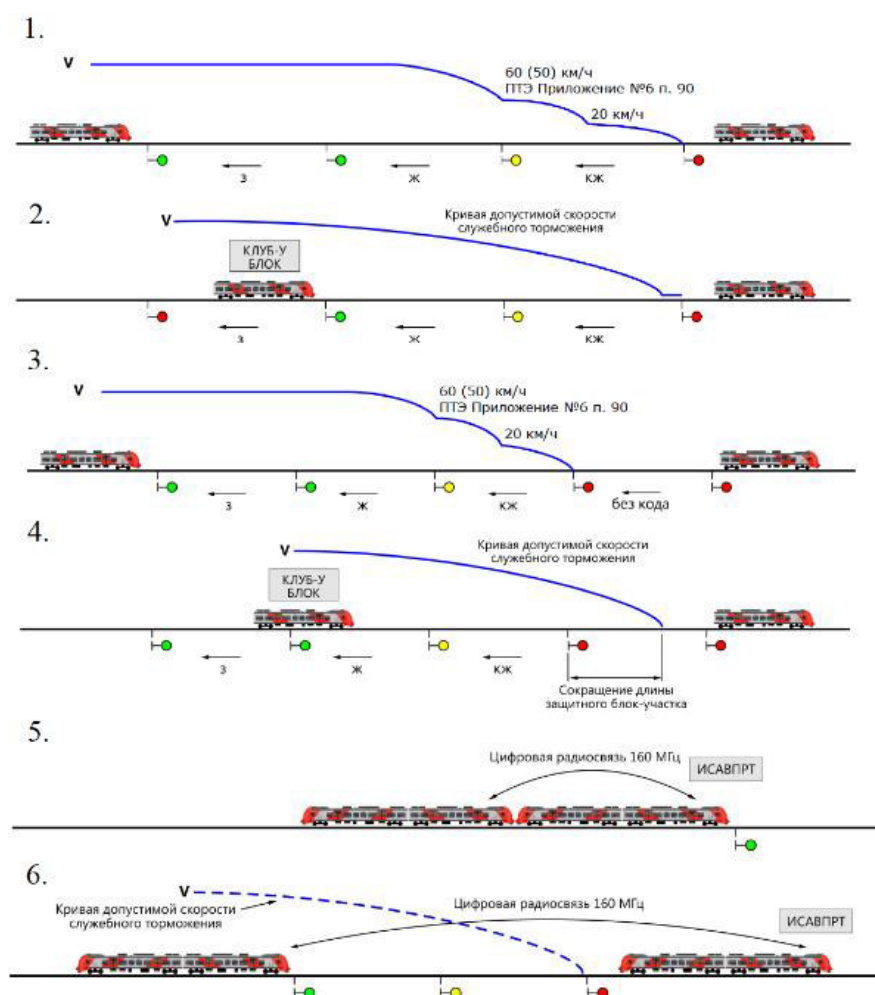 1.
V
60 (50) км/ч
ПТЭ Приложение №6 п. 90
20 км/ч
з
ж
кж
2.
V
Кривая допустимой скорости
служебного торможения
КЛУБ-У
БЛОК
з
ж
кж
3.
V
60 (50) км/ч
ПТЭ Приложение №6 п. 90
20 км/ч
з
ж
кж
без кода
4.
V
Кривая допустимой скорости
служебного торможения
КЛУБ-У
БЛОК
з
ж
кж
Сокращение длины
защитного блок-участка
5.
Цифровая радиосвязь 160 МГц
ИСАВПРТ
6.
V
Кривая допустимой скорости
служебного торможения
Цифровая радиосвязь 160 МГц
ИСАВПРТ